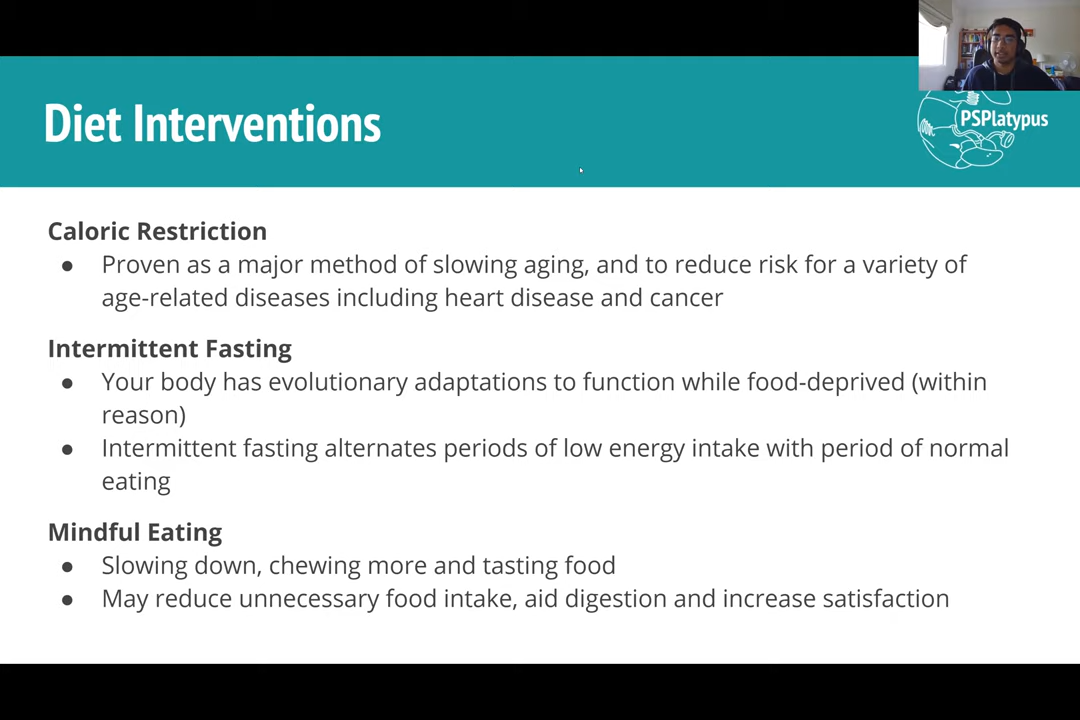 Diet Interventions
PSPlatypus
Caloric Restriction
● Proven as a major method of slowing aging, and to reduce risk for a variety of
age-related diseases including heart disease and cancer
Intermittent Fasting
● Your body has evolutionary adaptations to function while food-deprived (within
reason)
● Intermittent fasting alternates periods of low energy intake with period of normal
eating
Mindful Eating
● Slowing down, chewing more and tasting food
● May reduce unnecessary food intake, aid digestion and increase satisfaction